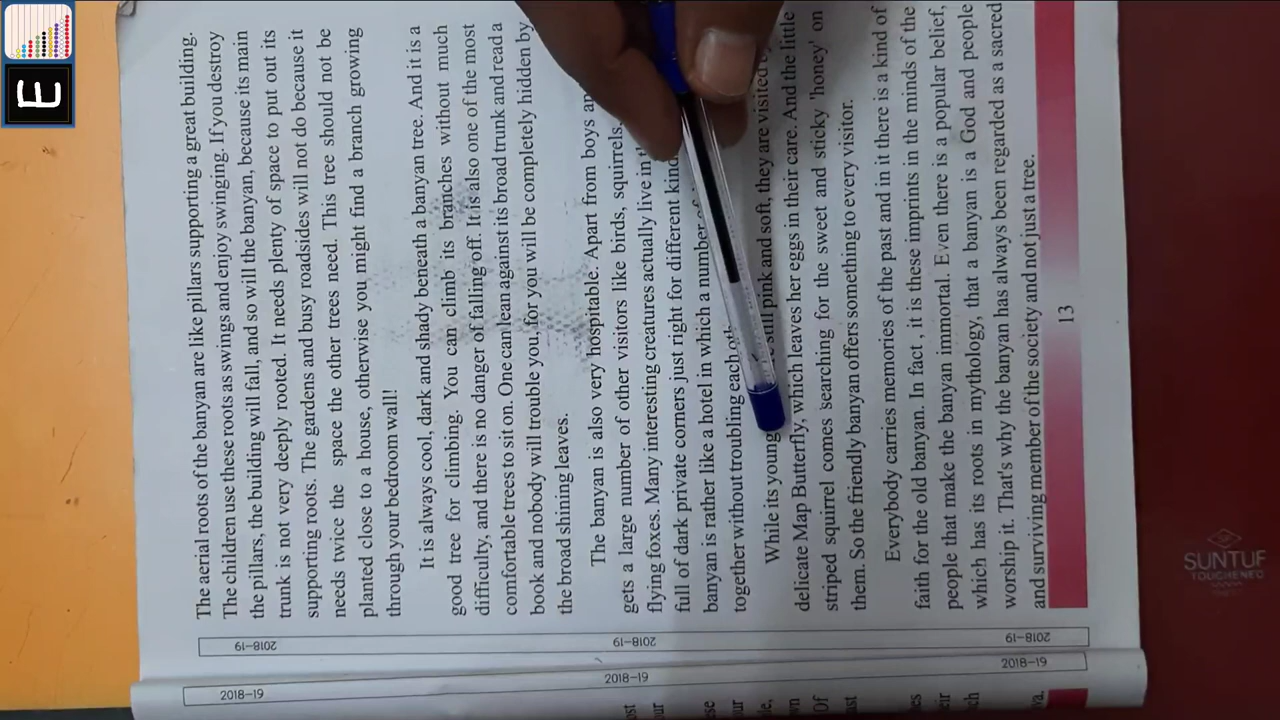 The aerial roots of the banyan are like pillars supporting a great building.
The children use these roots as swings and enjoy swinging. If you destroy
the pillars, the building will fall, and so will the banyan, because its main
trunk is not very deeply rooted. It needs plenty of space to put out its
supporting roots. The gardens and busy roadsides will not do because it
needs twice the space the other trees need. This tree should not be
planted close to a house, otherwise you might find a branch growing
through your bedroom wall!
It is always cool, dark and shady beneath a banyan tree. And it is a
good tree for climbing. You can climb its branches without much
difficulty, and there is no danger of falling off. It is also one of the most
comfortable trees to sit on. One can lean against its broad trunk and read a
book and nobody will trouble you, for you will be completely hidden by
the broad shining leaves.
The banyan is also very hospitable. Apart from boys
gets a large number of other visitors like birds, squirrels,
flying foxes. Many interesting creatures actually live in
full of dark private corners just right for different
banyan is rather like a hotel in which a number
together without troubling each
While its young still pink and soft, they are visited
delicate Map Butterfly, which leaves her eggs in their care. And the little
striped squirrel comes searching for the sweet and sticky 'honey' on
them. So the friendly banyan offers something to every visitor.
Everybody carries memories of the past and in it there is a kind of
faith for the old banyan. In fact , it is these imprints in the minds of the
people that make the banyan immortal. Even there is a popular belief,
which has its roots in mythology, that a banyan is a God and people
worship it. That's why the banyan has always been regarded as a sacred
and surviving member of the society and not just a tree.
13
2018-19
2018-19
2018-19
2018-19
2018-19
2018-19
SUNTUF
TOUGHENED
E